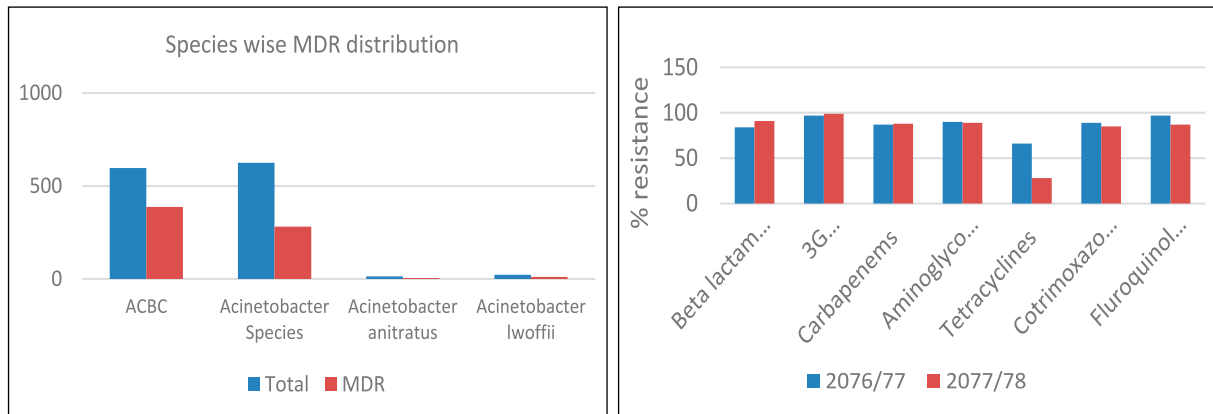 Species wise MDR distribution
1000
500
0
ACBC
Acinetobacter Species
Acinetobacter anitratus
Acinetobacter lwoffii
Total MDR
% resistance
150
100
50
0
Beta lactam...
3G...
Carbapenems
Aminoglyco...
Tetracyclines
Cotrimoxazo...
Fluroquinol...
2076/77 2077/78